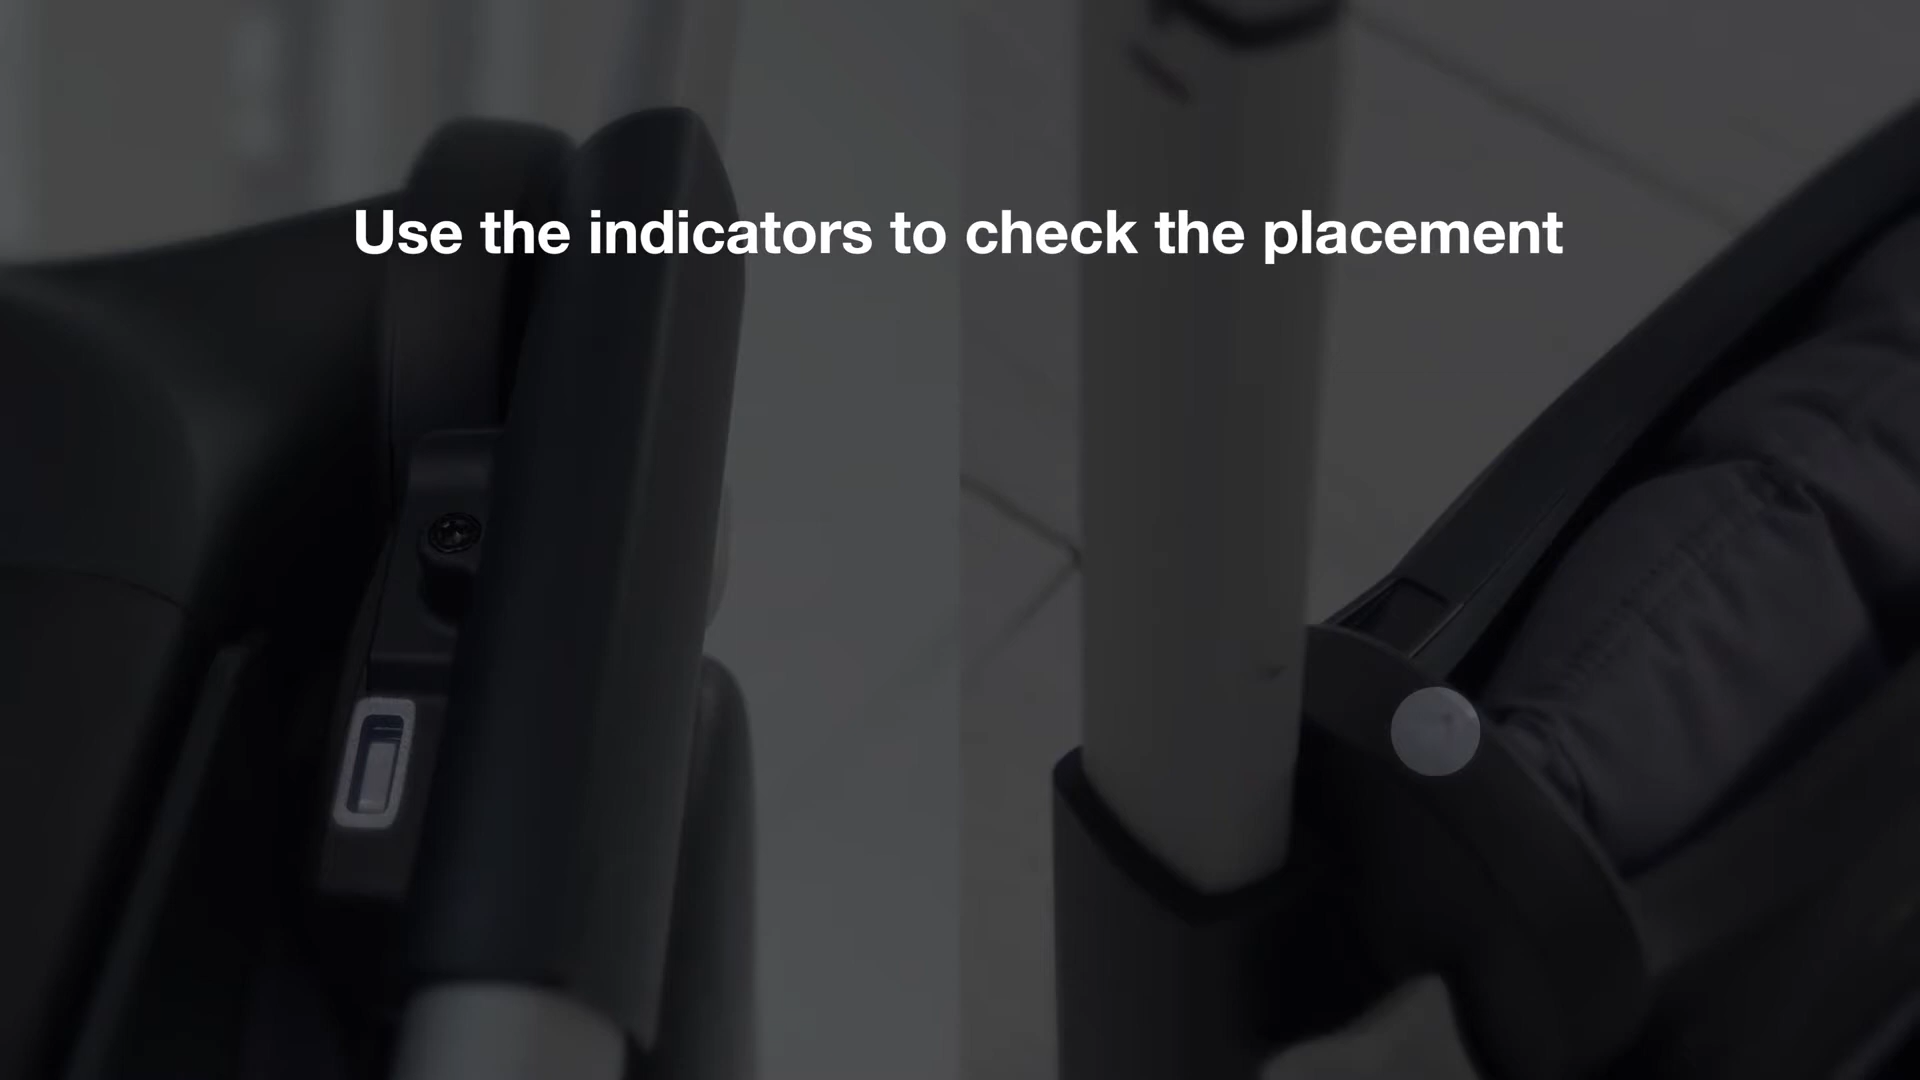 Use the indicators to check the placement